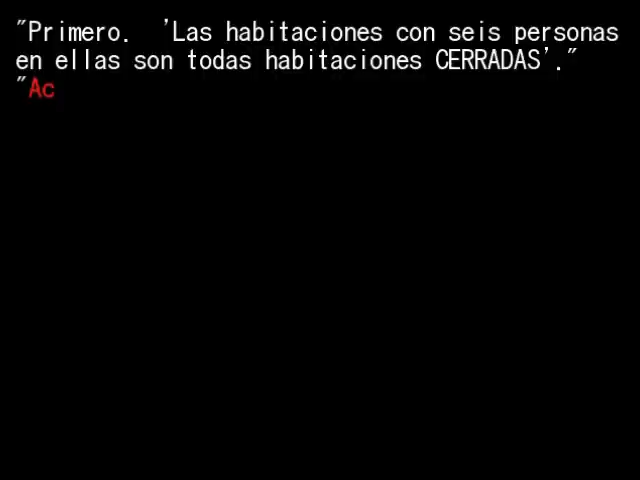 "Primero.  'Las habitaciones con seis personas
en ellas son todas habitaciones CERRADAS'."
"Ac